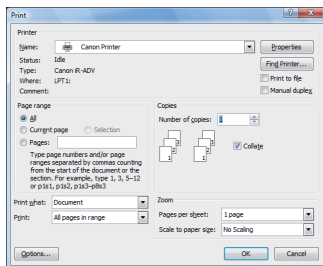 Print
Printer
Name: Canon Printer
Properties
Status: Idle
Find Printer...
Type: Canon iR-ADV
Print to file
Where: LPT1:
Manual duplex
Comment:
Page range
All
Current page Selection
Pages:
Type page numbers and/or page
ranges separated by commas counting
from the start of the document or the
section. For example, type 1, 3, 5–12
or p1s1, p1s2, p1s3–p8s3
Copies
Number of copies: 1
Collate
Print what: Document
Print: All pages in range
Zoom
Pages per sheet: 1 page
Scale to paper size: No Scaling
Options...
OK
Cancel